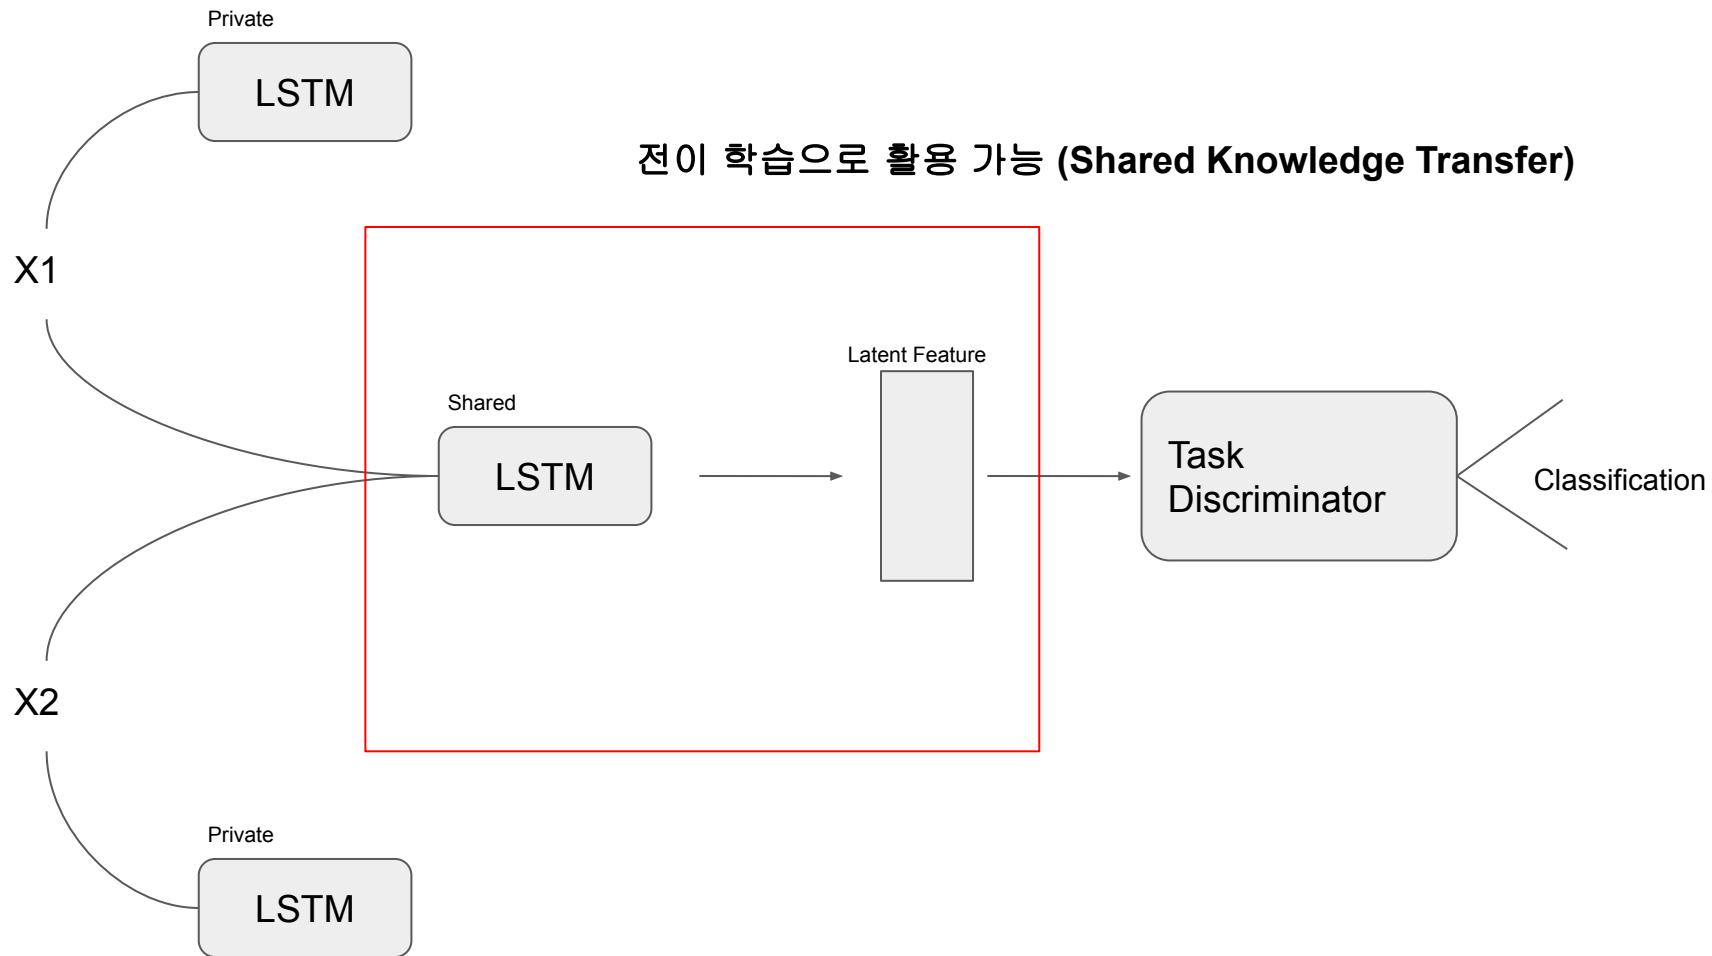 Private
LSTM
전이 학습으로 활용 가능 (Shared Knowledge Transfer)
X1
Latent Feature
Shared
LSTM
Task
Discriminator
Classification
X2
Private
LSTM